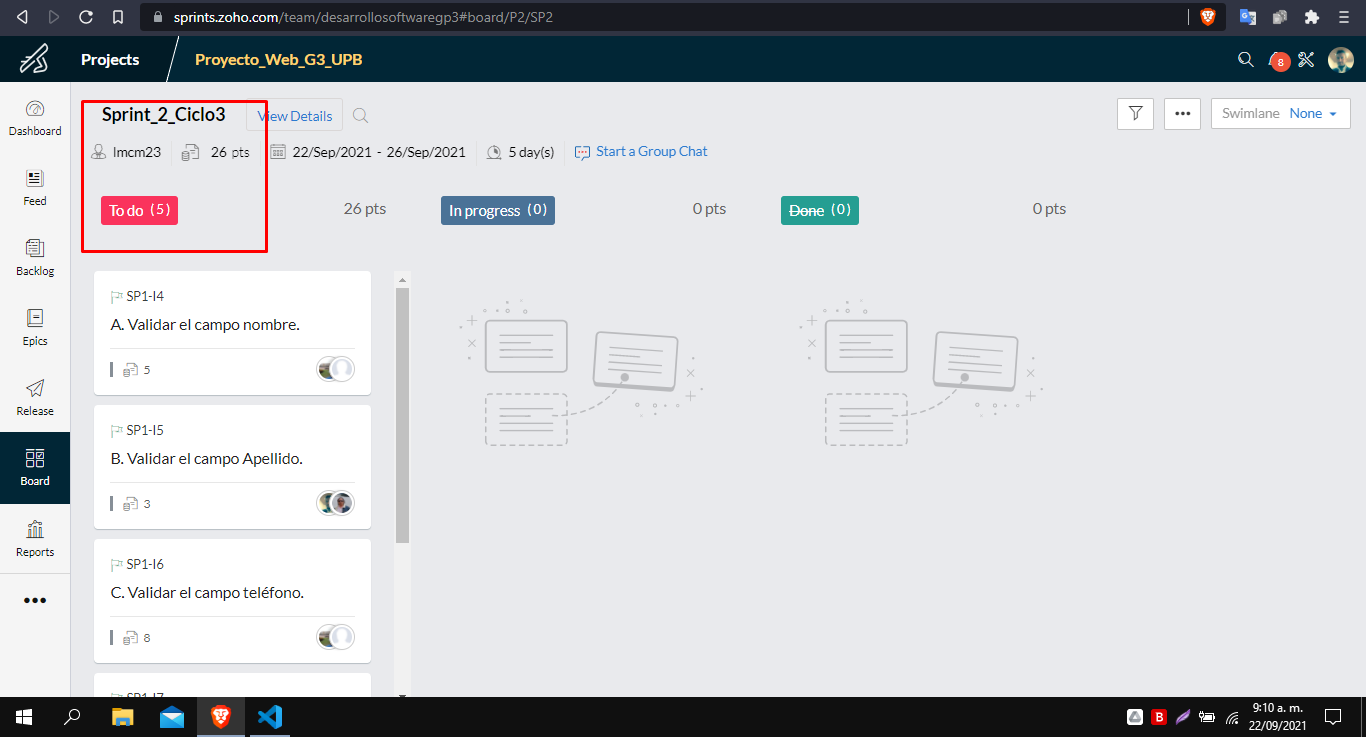 sprints.zoho.com/team/desarrollosoftwaregp3#board/P2/SP2
Projects
Proyecto_Web_G3_UPB
8
Dashboard
Feed
Backlog
Epics
Release
Board
Reports
Sprint_2_Ciclo3
View Details
Swimlane None
lmcm23
26 pts
22/Sep/2021 - 26/Sep/2021
5 day(s)
Start a Group Chat
To do (5)
26 pts
In progress (0)
0 pts
Done (0)
0 pts
SP1-I4
A. Validar el campo nombre.
5
SP1-I5
B. Validar el campo Apellido.
3
SP1-I6
C. Validar el campo teléfono.
8
SP1-I7
B
9:10 a. m.
22/09/2021